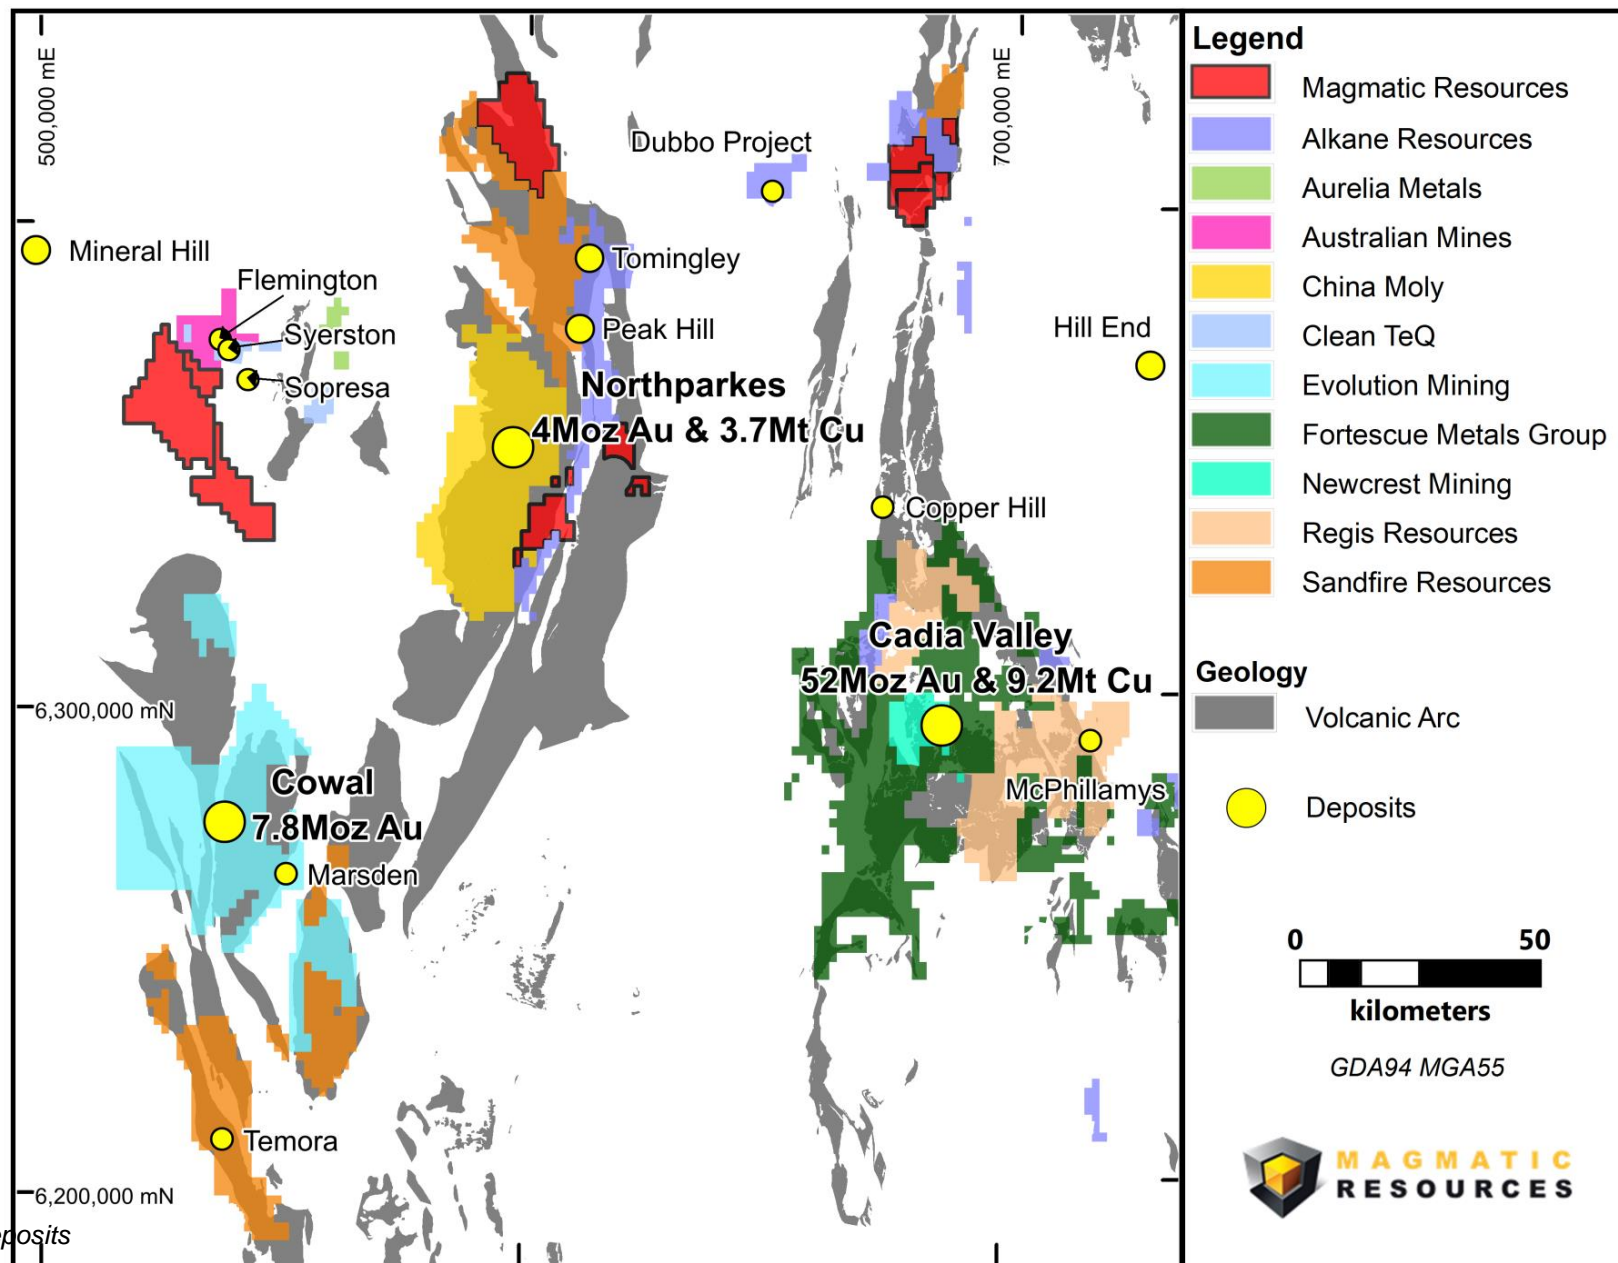 500,000 mE
700,000 mE
Dubbo Project
Mineral Hill
Flemington
Syerston
Sopresa
Tomingley
Peak Hill
Hill End
Northparkes
4Moz Au & 3.7Mt Cu
Copper Hill
Cadia Valley
52Moz Au & 9.2Mt Cu
6,300,000 mN
Cowal
7.8Moz Au
McPhillamys
Marsden
Temora
6,200,000 mN
Legend
Magmatic Resources
Alkane Resources
Aurelia Metals
Australian Mines
China Moly
Clean TeQ
Evolution Mining
Fortescue Metals Group
Newcrest Mining
Regis Resources
Sandfire Resources
Geology
Volcanic Arc
Deposits
0 50
kilometers
GDA94 MGA55
MAGMATIC
RESOURCES